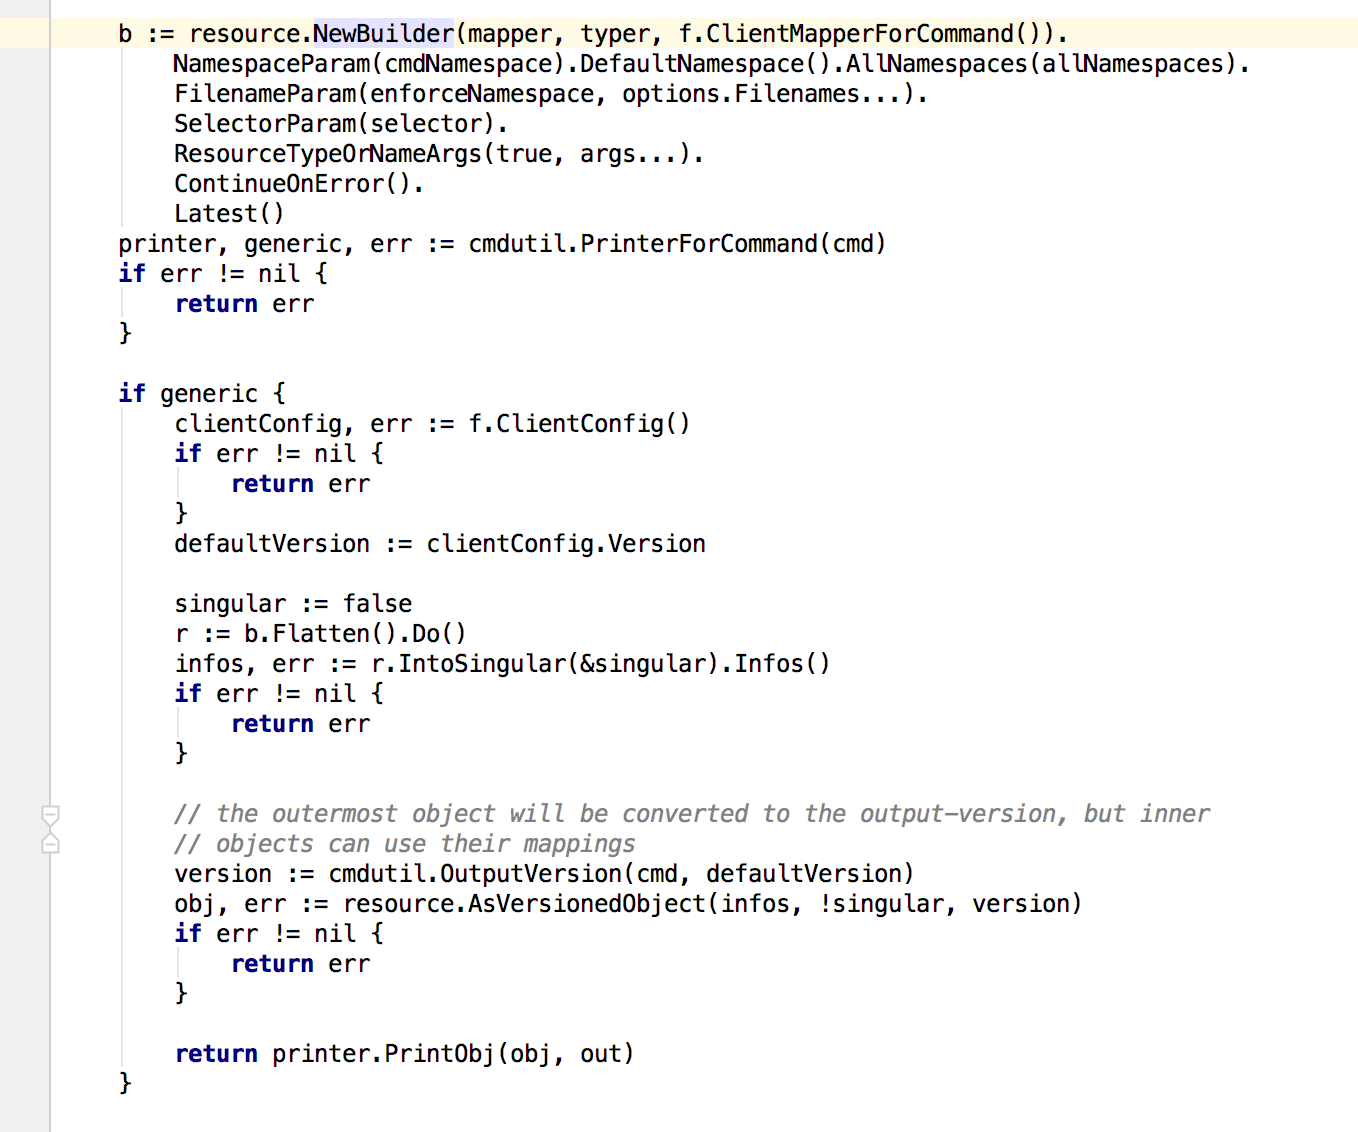 b := resource.NewBuilder(mapper, typer, f.ClientMapperForCommand()).
NamespaceParam(cmdNamespace).DefaultNamespace().AllNamespaces(allNamespaces).
FilenameParam(enforceNamespace, options.Filenames...).
SelectorParam(selector).
ResourceTypeOrNameArgs(true, args...).
ContinueOnError().
Latest()
printer, generic, err := cmdutil.PrinterForCommand(cmd)
if err != nil {
return err
}
if generic {
clientConfig, err := f.ClientConfig()
if err != nil {
return err
}
defaultVersion := clientConfig.Version
singular := false
r := b.Flatten().Do()
infos, err := r.IntoSingular(&singular).Infos()
if err != nil {
return err
}
// the outermost object will be converted to the output-version, but inner
// objects can use their mappings
version := cmdutil.OutputVersion(cmd, defaultVersion)
obj, err := resource.AsVersionedObject(infos, !singular, version)
if err != nil {
return err
}
return printer.PrintObj(obj, out)
}